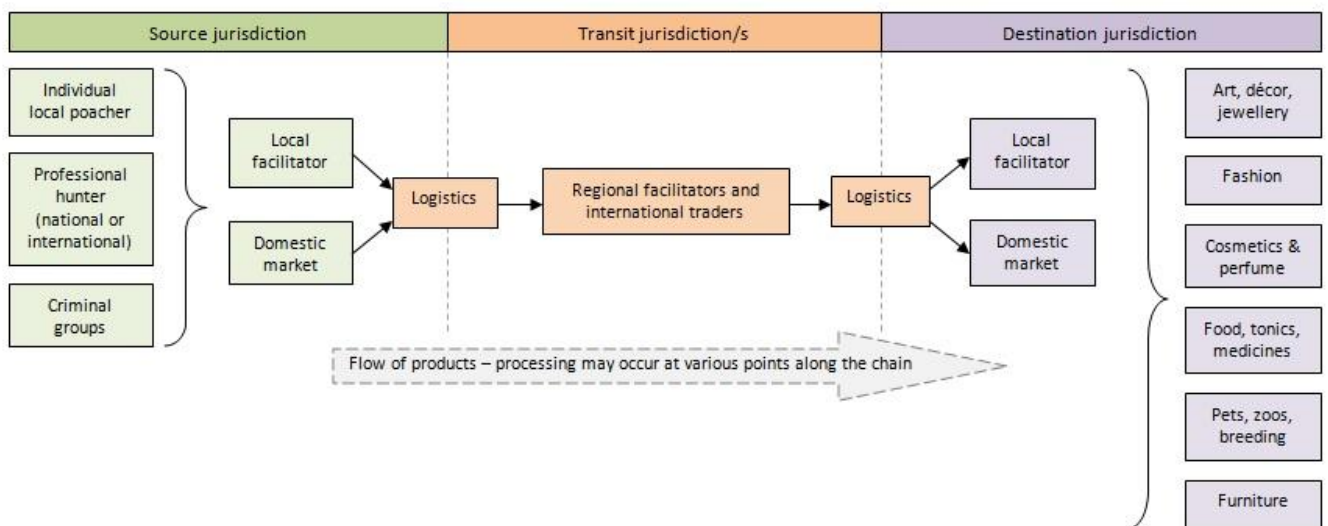 Source jurisdiction
Transit jurisdiction/s
Destination jurisdiction
Individual
local poacher
Professional
hunter
(national or
international)
Criminal
groups
Local
facilitator
Domestic
market
Logistics
Regional facilitators and
international traders
Logistics
Local
facilitator
Domestic
market
Art, décor,
jewellery
Fashion
Cosmetics &
perfume
Food, tonics,
medicines
Pets, zoos,
breeding
Furniture
Flow of products – processing may occur at various points along the chain